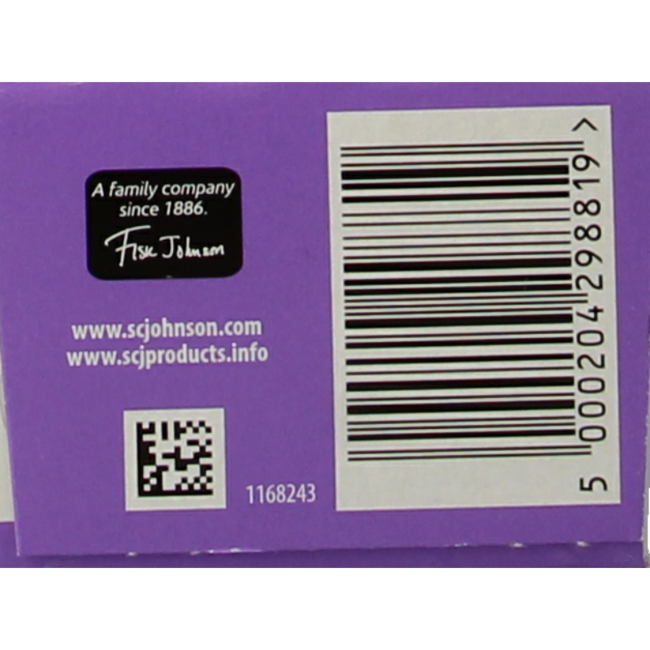 A family company
since 1886.
Fisk Johnson
www.scjohnson.com
www.scjproducts.info
1168243
5 000204 298819 >